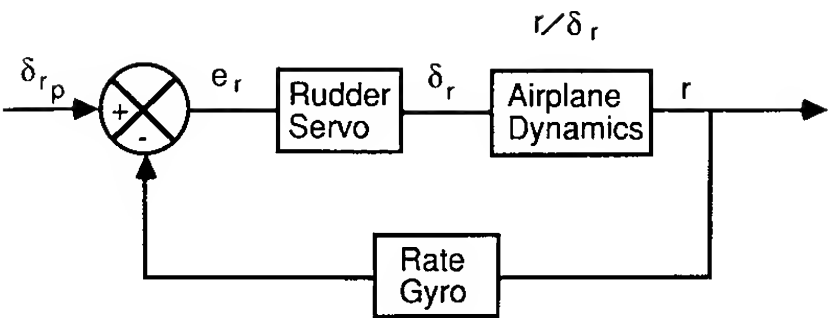 r/δr
δrp
er
Rudder
Servo
δr
Airplane
Dynamics
r
+
-
Rate
Gyro